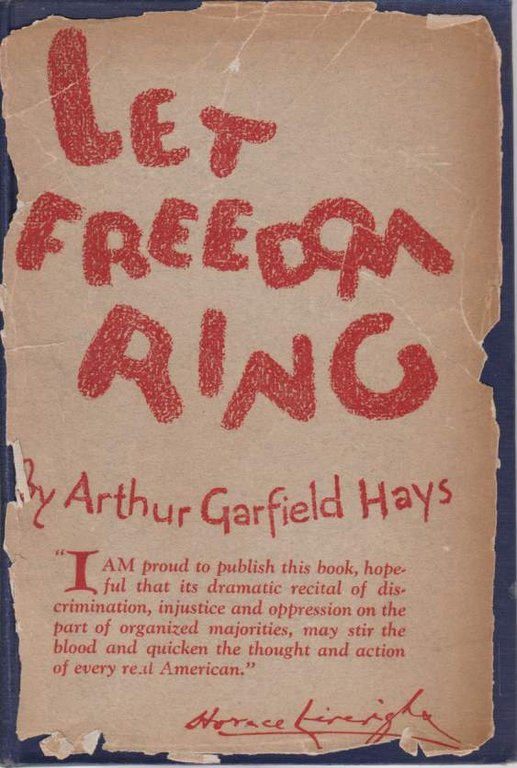 LET
FREEDOM
RING
By Arthur Garfield Hays
"I AM proud to publish this book, hope-
ful that its dramatic recital of dis-
crimination, injustice and oppression on the
part of organized majorities, may stir the
blood and quicken the thought and action
of every real American."
Horace Liveright